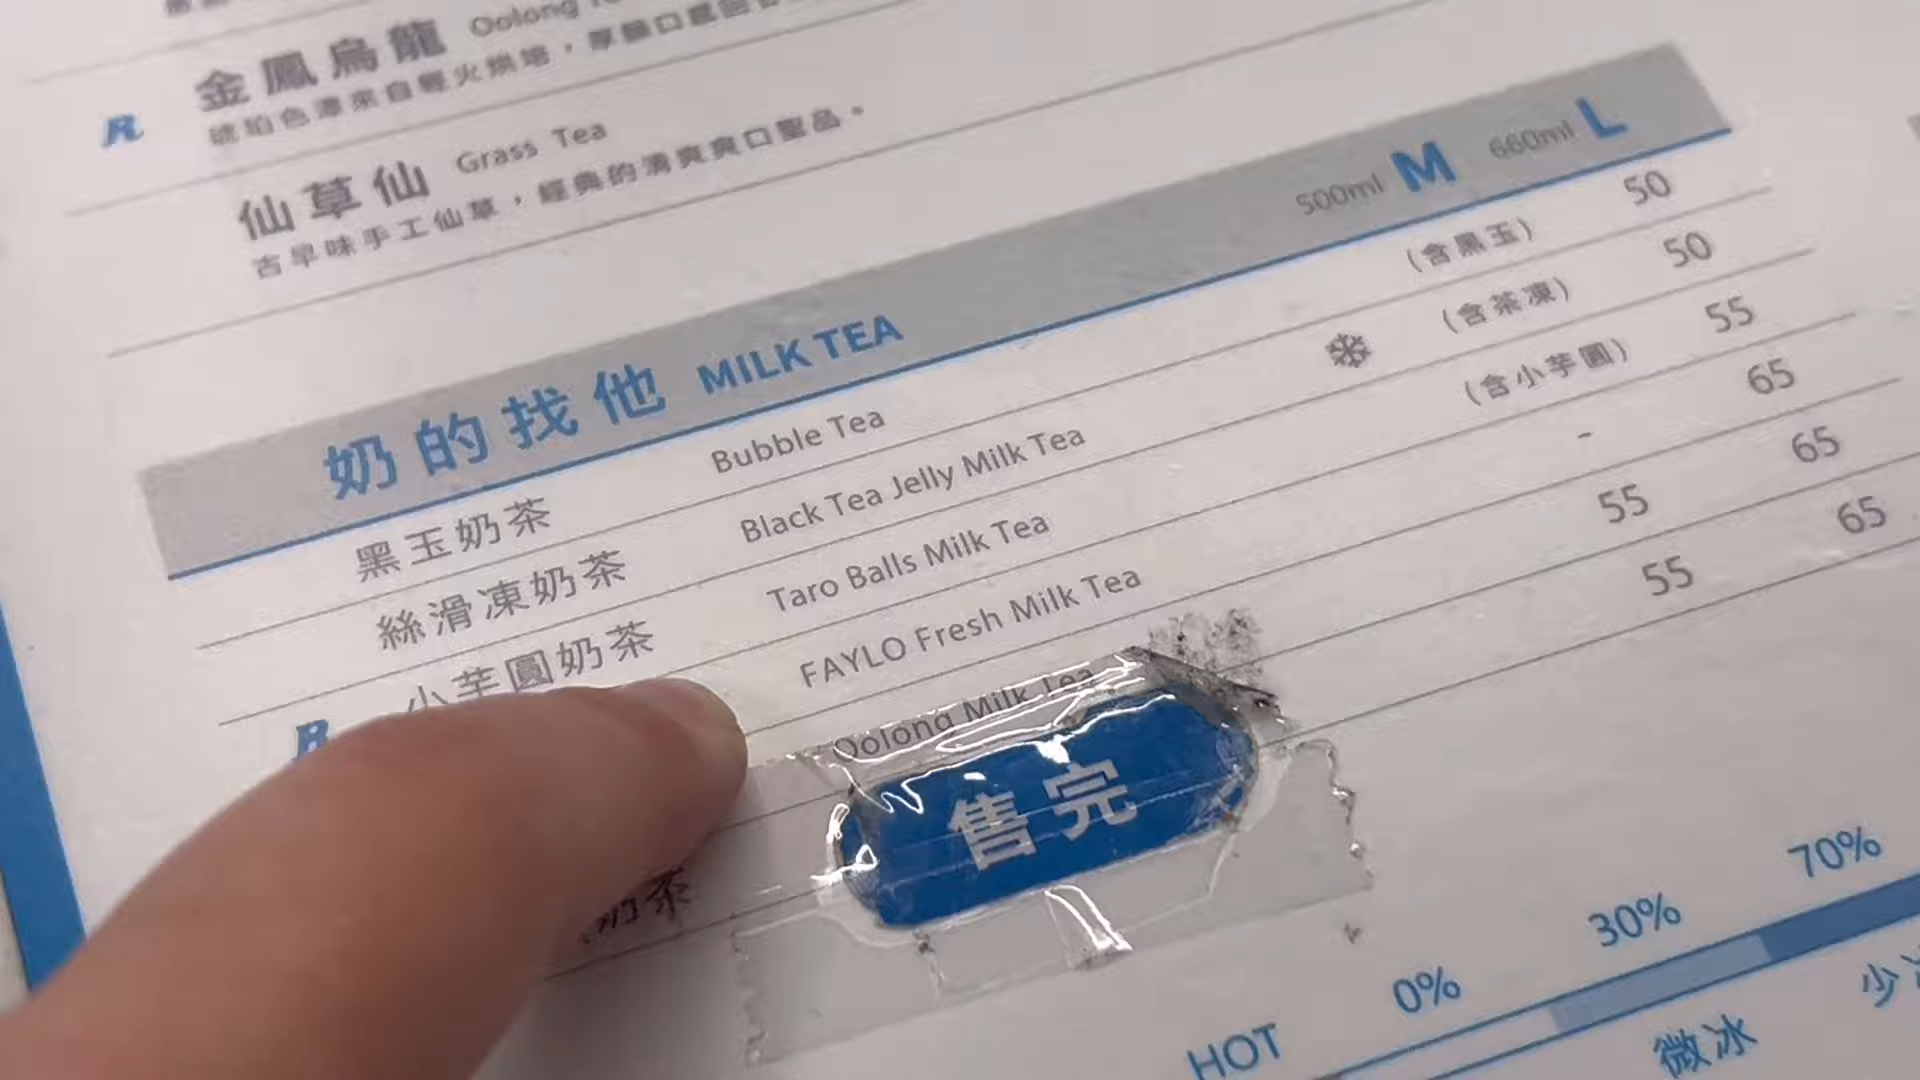 金鳳烏龍 Oolong
R 琥珀色澤來自輕火烘焙，厚韻口感
仙草仙 Grass Tea
古早味手工仙草，經典的清爽爽口聖品。
奶的找他 MILK TEA 500ml M 660ml L
黑玉奶茶 Bubble Tea (含黑玉) 50
絲滑凍奶茶 Black Tea Jelly Milk Tea (含茶凍) 50
小芋圓奶茶 Taro Balls Milk Tea (含小芋圓) 55
R FAYLO Fresh Milk Tea - 65
Oolong Milk Tea 55 65
奶茶 售完 55 65
HOT 0% 30% 70%
微冰 少